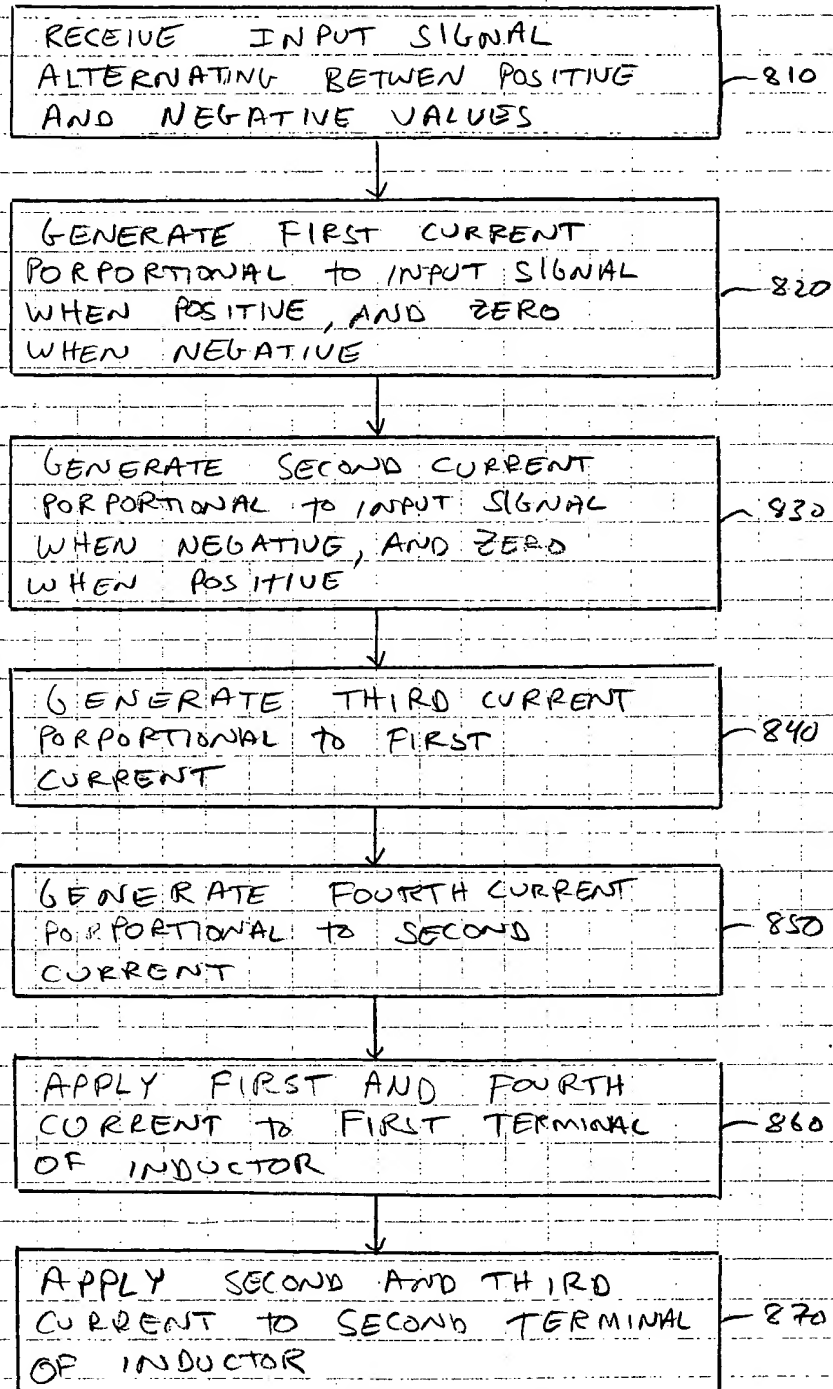 RECEIVE INPUT SIGNAL
ALTERNATING BETWEN POSITIVE
AND NEGATIVE VALUES
810
GENERATE FIRST CURRENT
PORPORTIONAL to INPUT SIGNAL
WHEN POSITIVE, AND ZERO
WHEN NEGATIVE
820
GENERATE SECOND CURRENT
PORPORTIONAL to INPUT SIGNAL
WHEN NEGATIVE, AND ZERO
WHEN POSITIVE
830
GENERATE THIRD CURRENT
PORPORTIONAL to FIRST
CURRENT
840
GENERATE FOURTH CURRENT
PORPORTIONAL to SECOND
CURRENT
850
APPLY FIRST AND FOURTH
CURRENT to FIRST TERMINAL
OF INDUCTOR
860
APPLY SECOND AND THIRD
CURRENT to SECOND TERMINAL
OF INDUCTOR
870